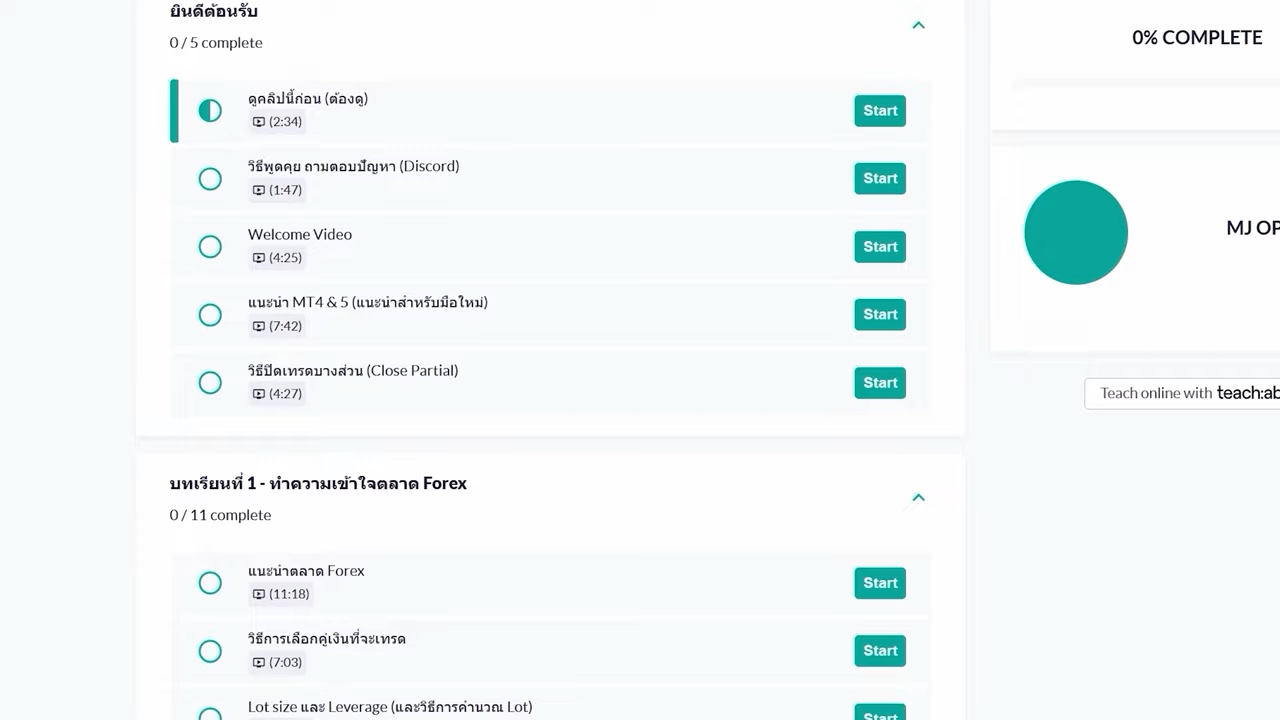 ยินดีต้อนรับ
0 / 5 complete
ดูคลิปนี้ก่อน (ต้องดู)
(2:34)
Start
วิธีพูดคุย ถามตอบปัญหา (Discord)
(1:47)
Start
Welcome Video
(4:25)
Start
แนะนำ MT4 & 5 (แนะนำสำหรับมือใหม่)
(7:42)
Start
วิธีปิดเทรดบางส่วน (Close Partial)
(4:27)
Start
บทเรียนที่ 1 - ทำความเข้าใจตลาด Forex
0 / 11 complete
แนะนำตลาด Forex
(11:18)
Start
วิธีการเลือกคู่เงินที่จะเทรด
(7:03)
Start
Lot size และ Leverage (และวิธีการคำนวณ Lot)
Start
0% COMPLETE
MJ OP
Teach online with teach:ab